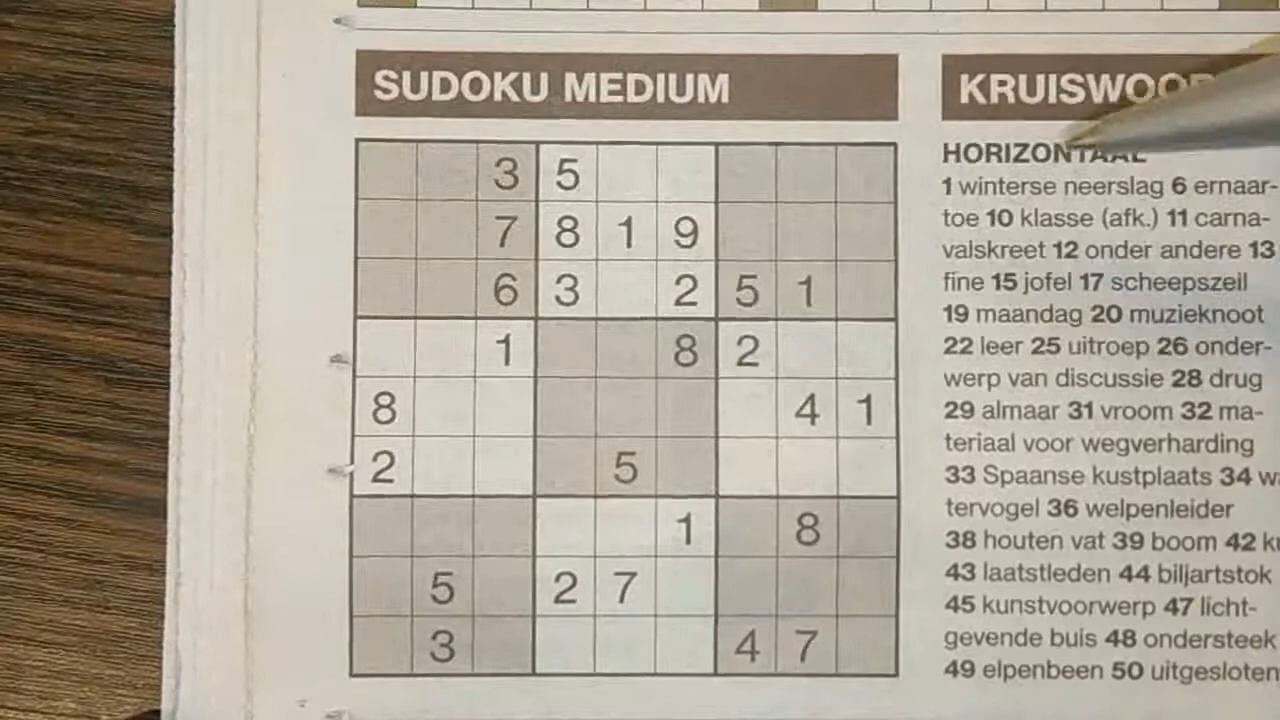 SUDOKU MEDIUM
3 5
7 8 1 9
6 3 2 5 1
1 8 2
8 4 1
2 5
1 8
5 2 7
3 4 7
HORIZONTAAL
1 winterse neerslag 6 ernaar-
toe 10 klasse (afk.) 11 carna-
valskreet 12 onder andere 13
fine 15 jofel 17 scheepszeil
19 maandag 20 muzieknoot
22 leer 25 uitroep 26 onder-
werp van discussie 28 drug
29 almaar 31 vroom 32 ma-
teriaal voor wegverharding
33 Spaanse kustplaats 34
tervogel 36 welpenleider
38 houten vat 39 boom 42
43 laatstleden 44 biljartstok
45 kunstvoorwerp 47 licht-
gevende buis 48 ondersteek
49 elpenbeen 50 uitgesloten